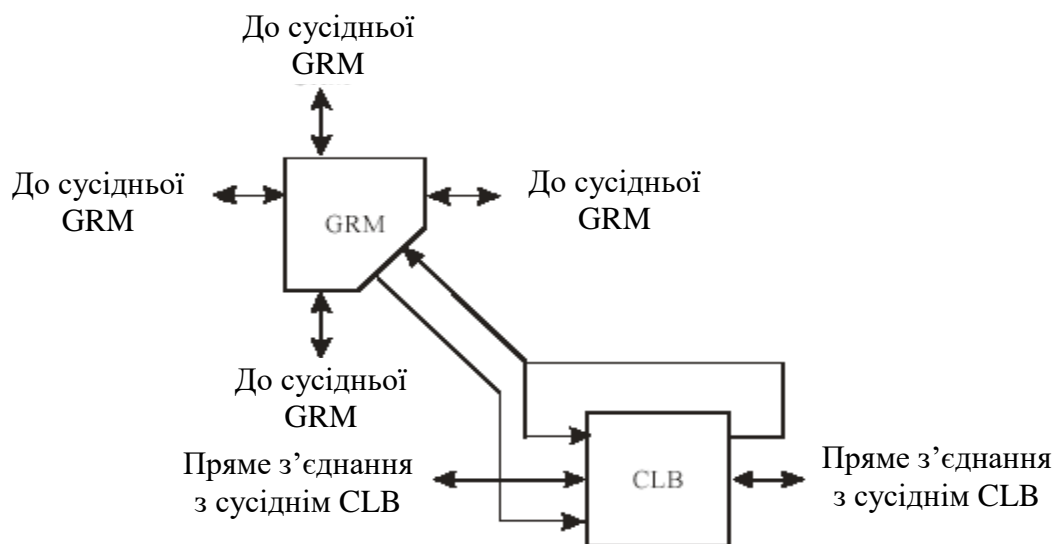 До сусідньої
GRM
До сусідньої
GRM
GRM
До сусідньої
GRM
До сусідньої
GRM
Пряме з’єднання
з сусіднім CLB
CLB
Пряме з’єднання
з сусіднім CLB